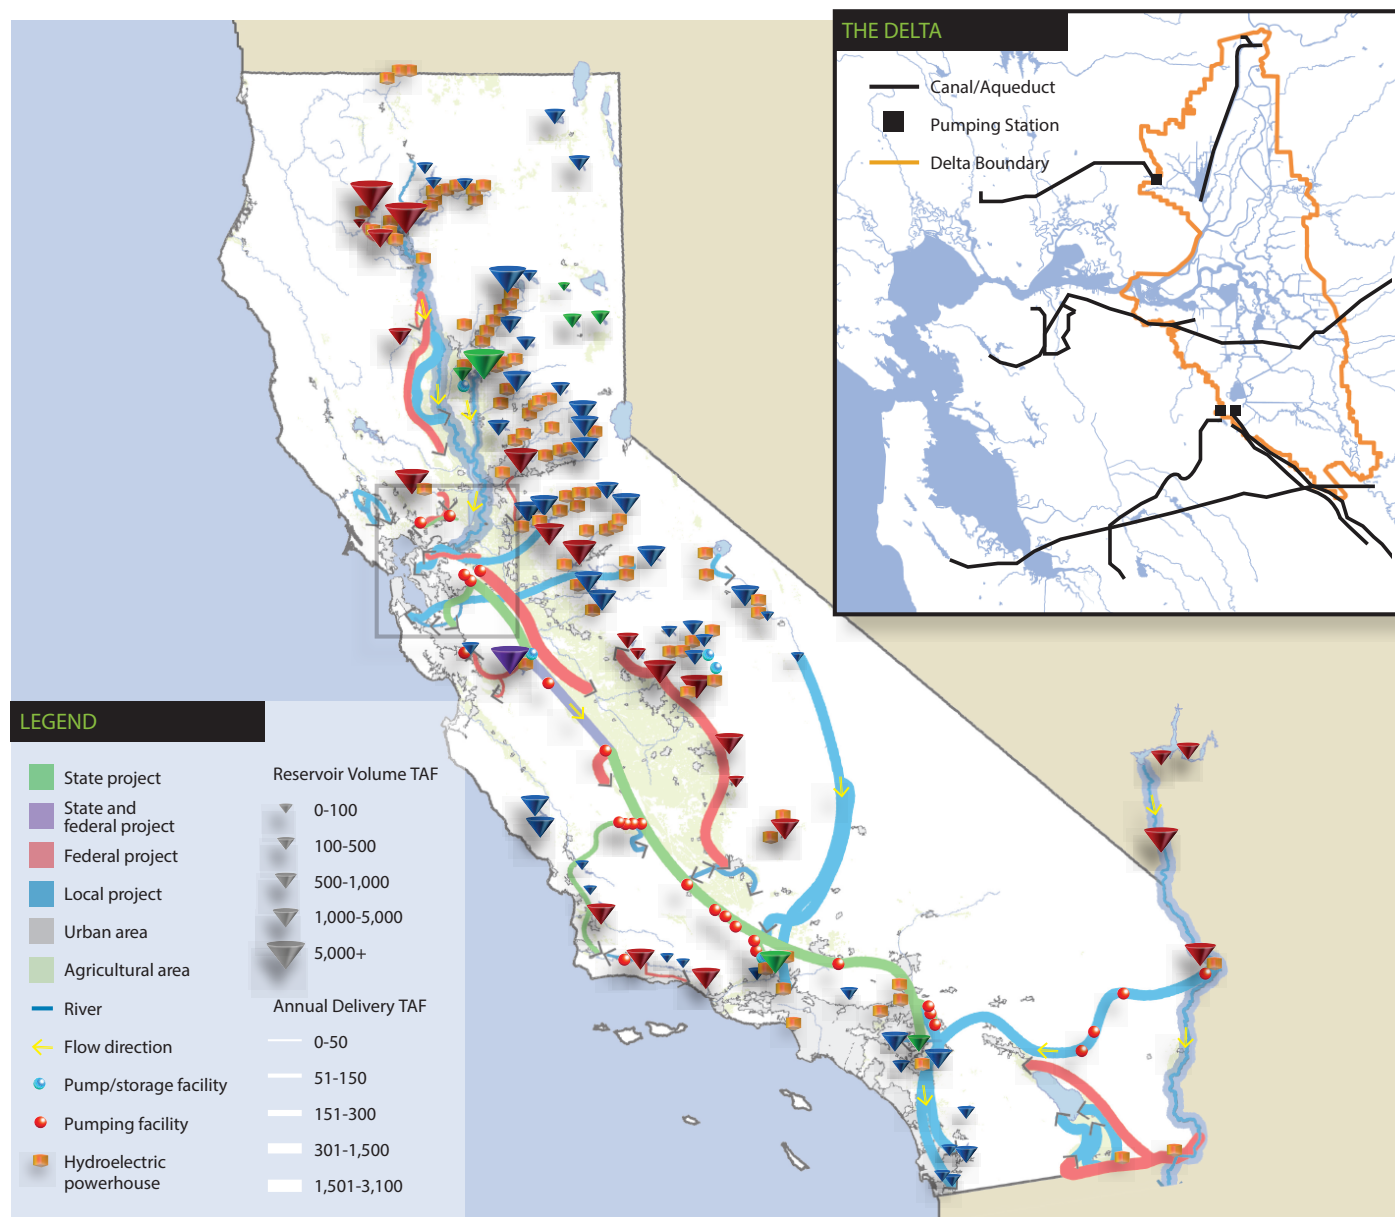 THE DELTA
Canal/Aqueduct
Pumping Station
Delta Boundary
LEGEND
State project
State and
federal project
Federal project
Local project
Urban area
Agricultural area
River
Flow direction
Pump/storage facility
Pumping facility
Hydroelectric
powerhouse
Reservoir Volume TAF
0-100
100-500
500-1,000
1,000-5,000
5,000+
Annual Delivery TAF
0-50
51-150
151-300
301-1,500
1,501-3,100